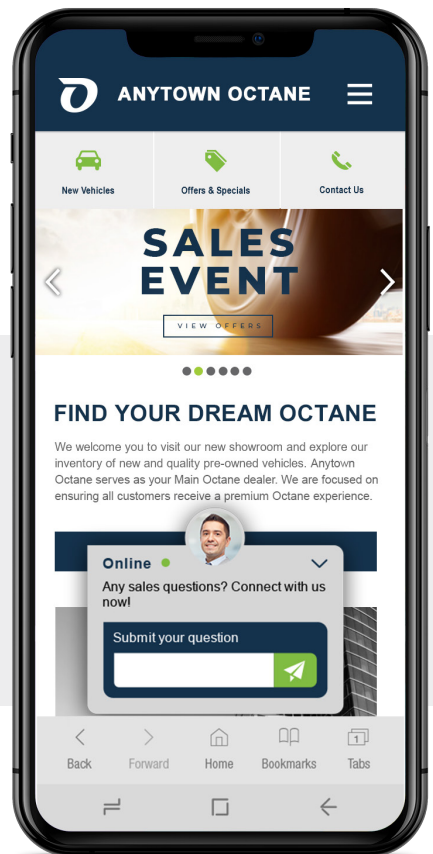 ANYTOWN OCTANE
New Vehicles
Offers & Specials
Contact Us
SALES
EVENT
VIEW OFFERS
FIND YOUR DREAM OCTANE
We welcome you to visit our new showroom and explore our
inventory of new and quality pre-owned vehicles. Anytown
Octane serves as your Main Octane dealer. We are focused on
ensuring all customers receive a premium Octane experience.
Online
Any sales questions? Connect with us
now!
Submit your question
1
Back
Forward
Home
Bookmarks
Tabs